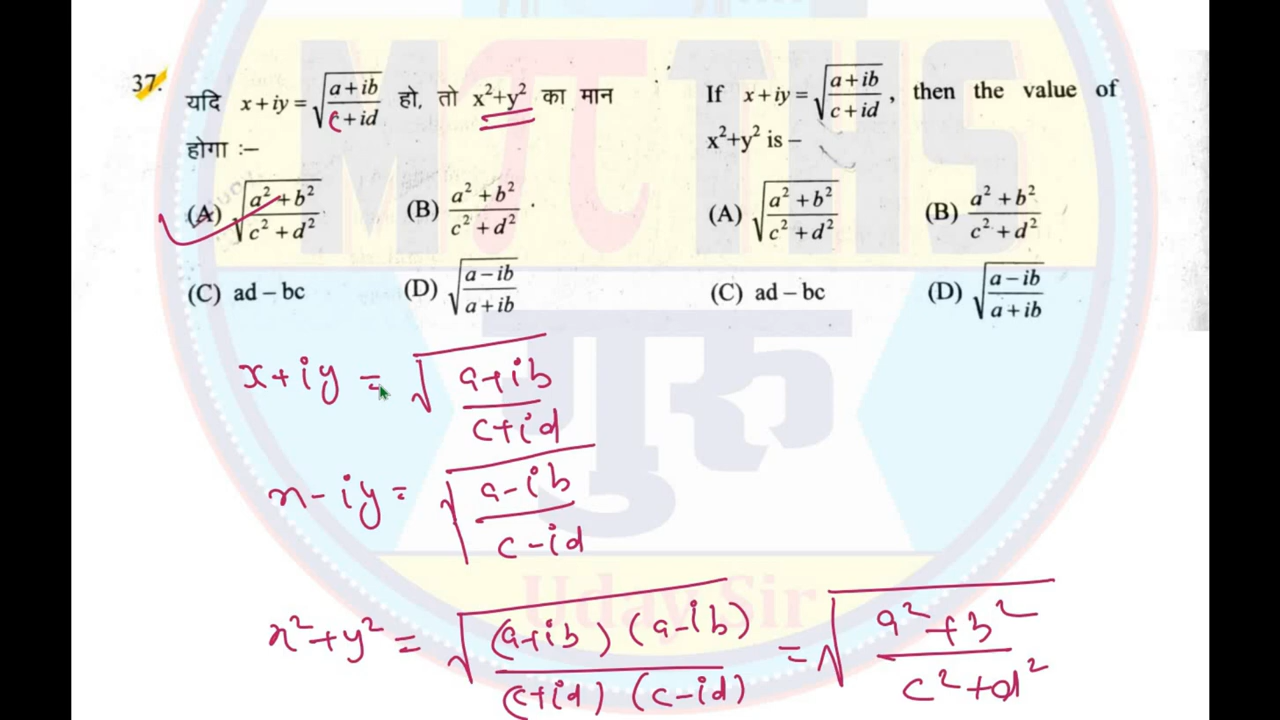 37.
यदि x+iy = √((a+ib)/(c+id)) हो, तो x²+y² का मान
होगा :–
(A) √((a²+b²)/(c²+d²)) (B) (a²+b²)/(c²+d²) .
(C) ad – bc (D) √((a–ib)/(a+ib))
If x+iy = √((a+ib)/(c+id)) , then the value of
x²+y² is –
(A) √((a²+b²)/(c²+d²)) (B) (a²+b²)/(c²+d²)
(C) ad – bc (D) √((a–ib)/(a+ib))
x+iy = √((a+ib)/(c+id))
x-iy = √((a-ib)/(c-id))
x²+y² = √((a+ib)(a-ib)/((c+id)(c-id))) = √((a²+b²)/(c²+d²))
MπTHS
गुरु
Uday Sir